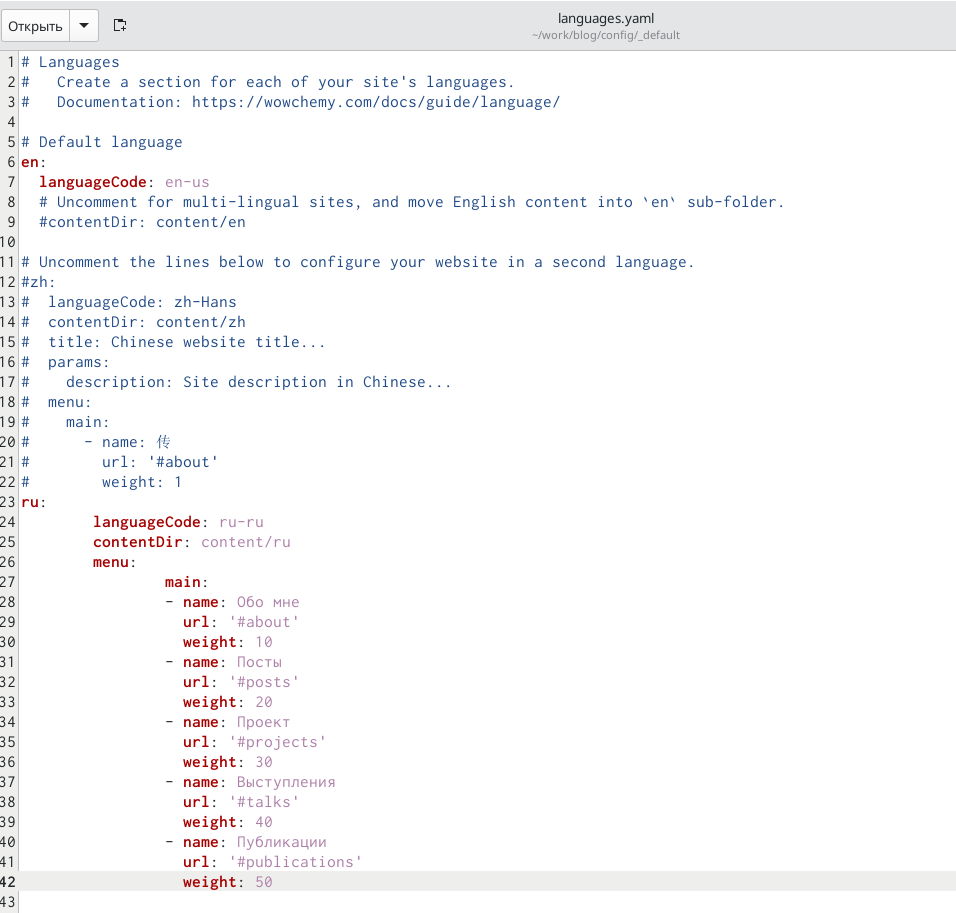 Открыть
languages.yaml
~/work/blog/config/_default
1 # Languages
2 #   Create a section for each of your site's languages.
3 #   Documentation: https://wowchemy.com/docs/guide/language/
4
5 # Default language
6 en:
7   languageCode: en-us
8   # Uncomment for multi-lingual sites, and move English content into `en` sub-folder.
9   #contentDir: content/en
10
11 # Uncomment the lines below to configure your website in a second language.
12 #zh:
13 #  languageCode: zh-Hans
14 #  contentDir: content/zh
15 #  title: Chinese website title...
16 #  params:
17 #    description: Site description in Chinese...
18 #  menu:
19 #    main:
20 #      - name: 传
21 #        url: '#about'
22 #        weight: 1
23 ru:
24         languageCode: ru-ru
25         contentDir: content/ru
26         menu:
27                 main:
28                 - name: Обо мне
29                   url: '#about'
30                   weight: 10
31                 - name: Посты
32                   url: '#posts'
33                   weight: 20
34                 - name: Проект
35                   url: '#projects'
36                   weight: 30
37                 - name: Выступления
38                   url: '#talks'
39                   weight: 40
40                 - name: Публикации
41                   url: '#publications'
42                   weight: 50
43